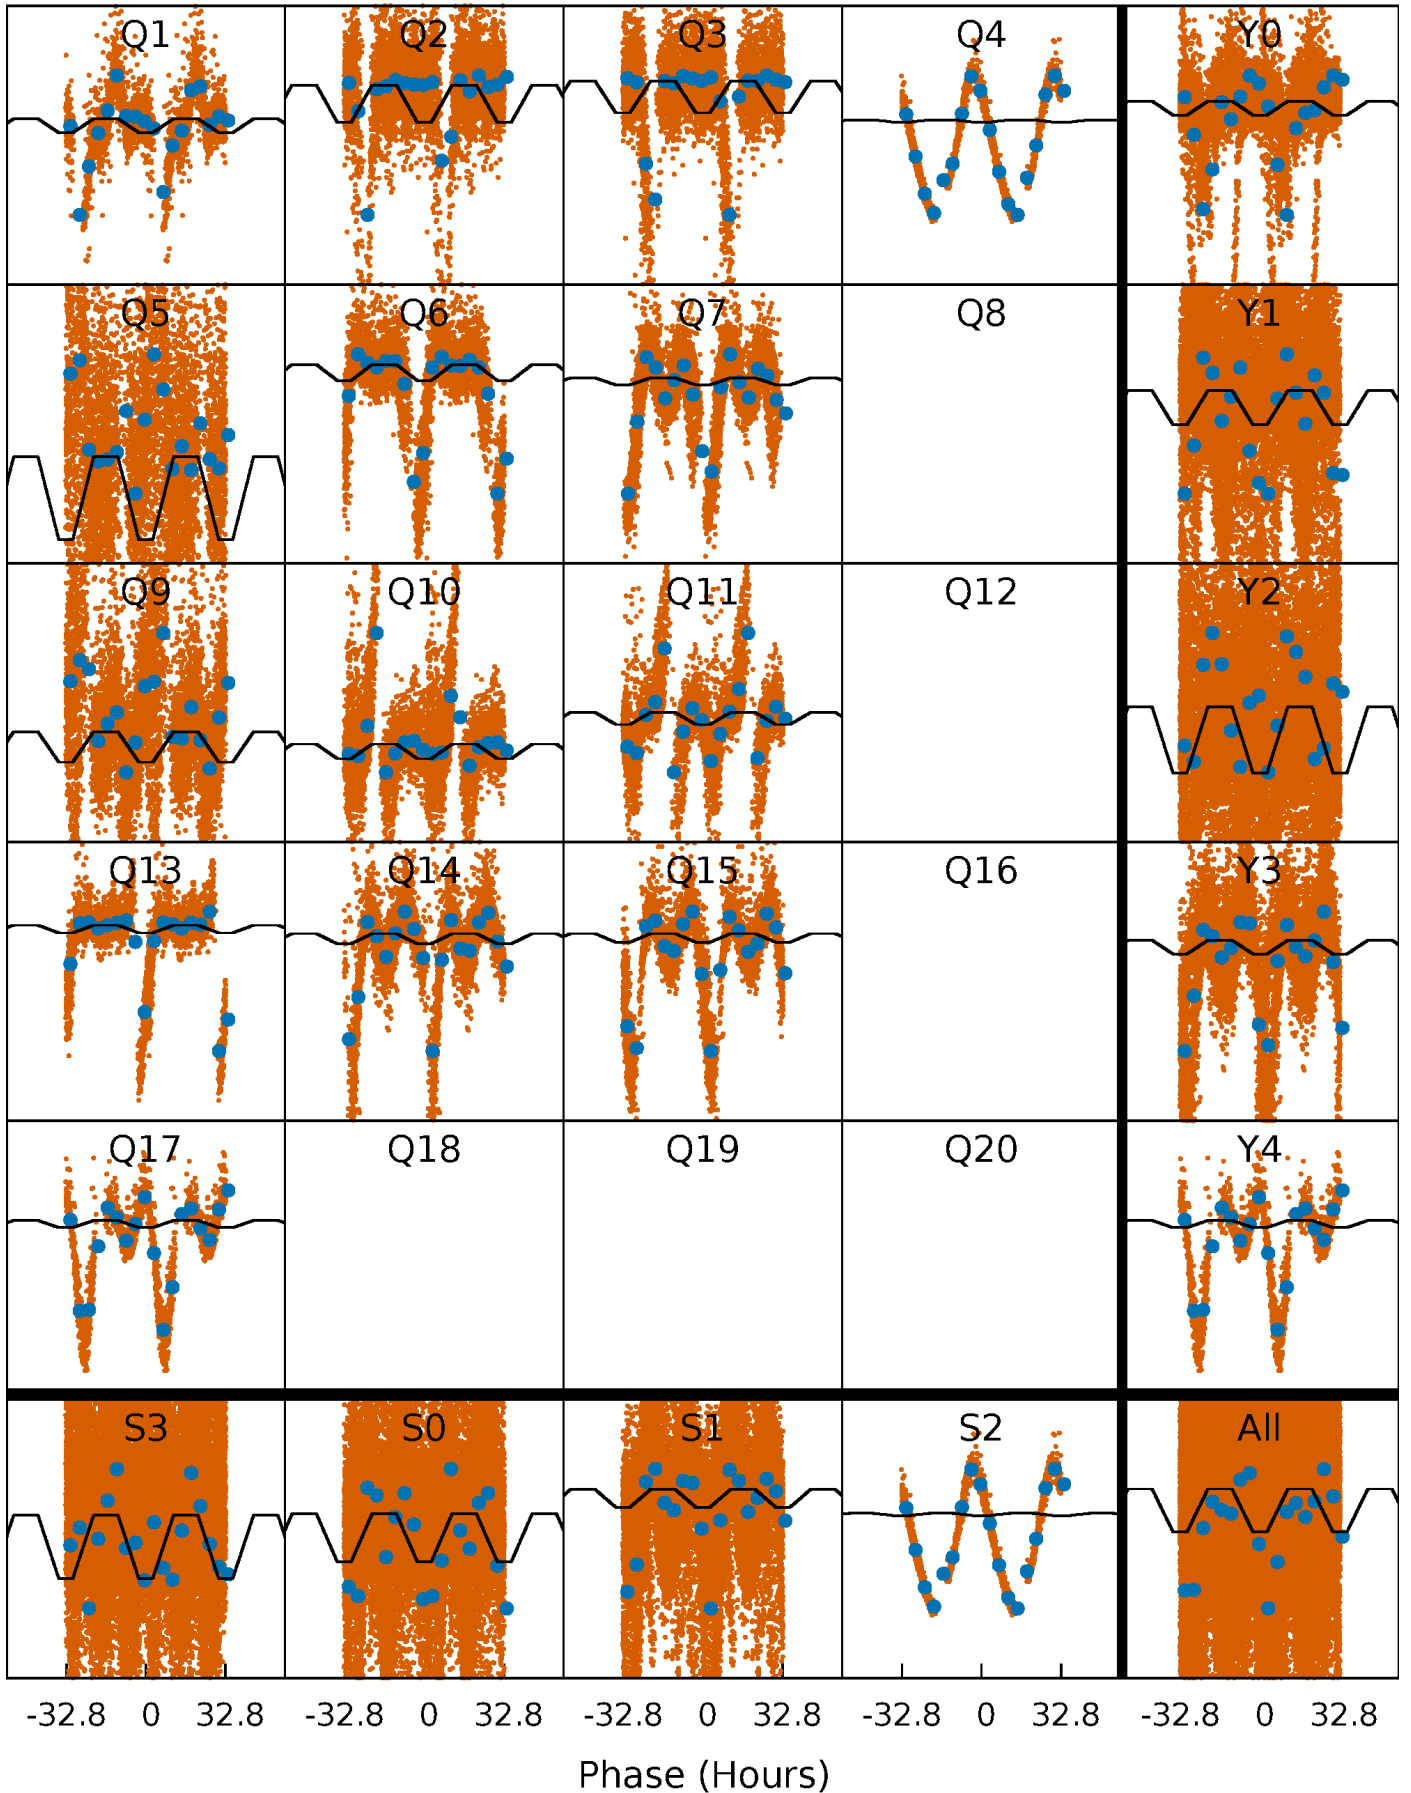 Q1 Q2 Q3 Q4 Y0
Q5 Q6 Q7 Q8 Y1
Q9 Q10 Q11 Q12 Y2
Q13 Q14 Q15 Q16 Y3
Q17 Q18 Q19 Q20 Y4
S3 S0 S1 S2 All
-32.8 0 32.8 -32.8 0 32.8 -32.8 0 32.8 -32.8 0 32.8 -32.8 0 32.8
Phase (Hours)